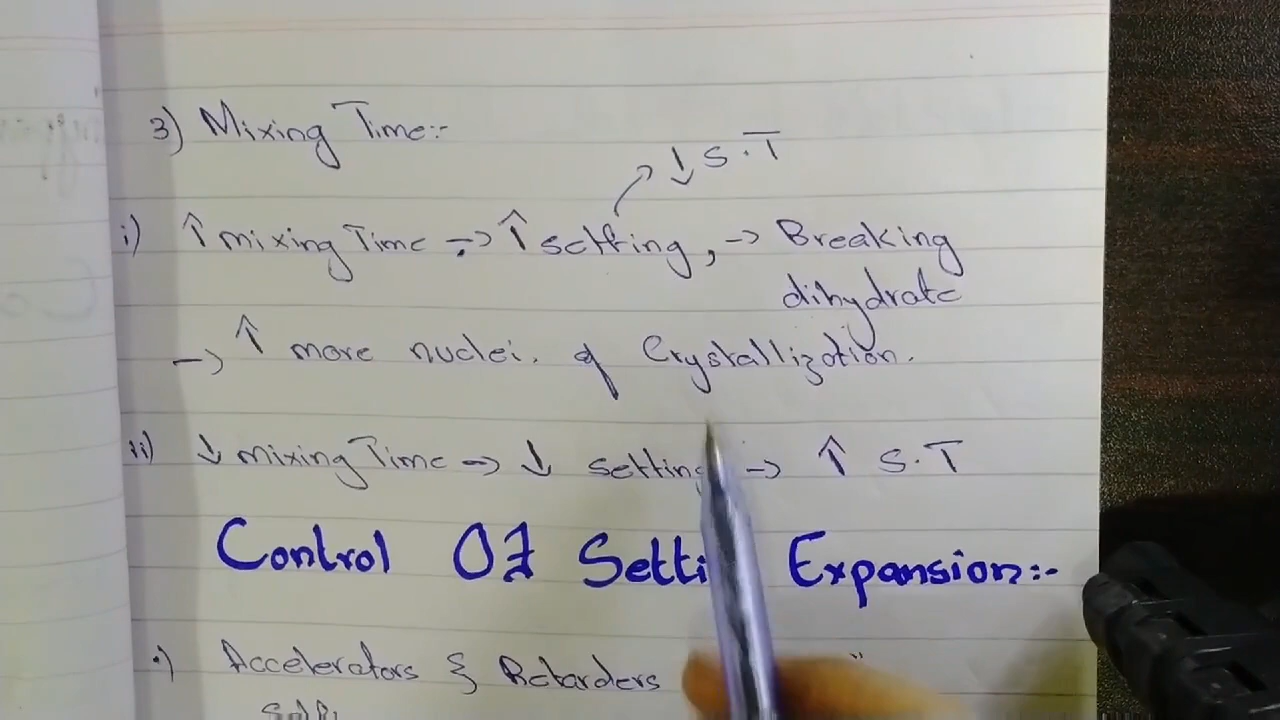 3) Mixing Time:-
↓ S.T
i) ↑ mixing Time → ↑ setting, → Breaking
dihydrate
→ ↑ more nuclei. of Crystallization.
ii) ↓ mixing Time → ↓ setting → ↑ S.T
Control Of Setti Expansion:-
•) Accelerators & Retarders "